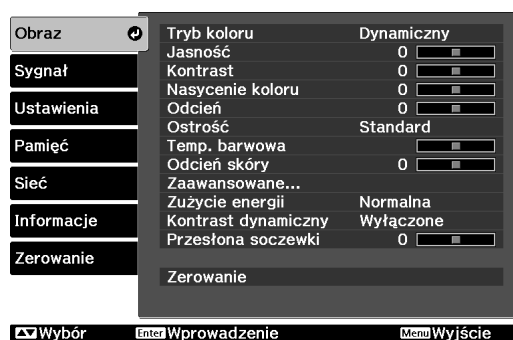 Obraz
Sygnał
Ustawienia
Pamięć
Sieć
Informacje
Zerowanie
Tryb koloru Dynamiczny
Jasność 0
Kontrast 0
Nasycenie koloru 0
Odcień 0
Ostrość Standard
Temp. barwowa
Odcień skóry 0
Zaawansowane...
Zużycie energii Normalna
Kontrast dynamiczny Wyłączone
Przesłona soczewki 0
Zerowanie
Wybór Enter Wprowadzenie Menu Wyjście